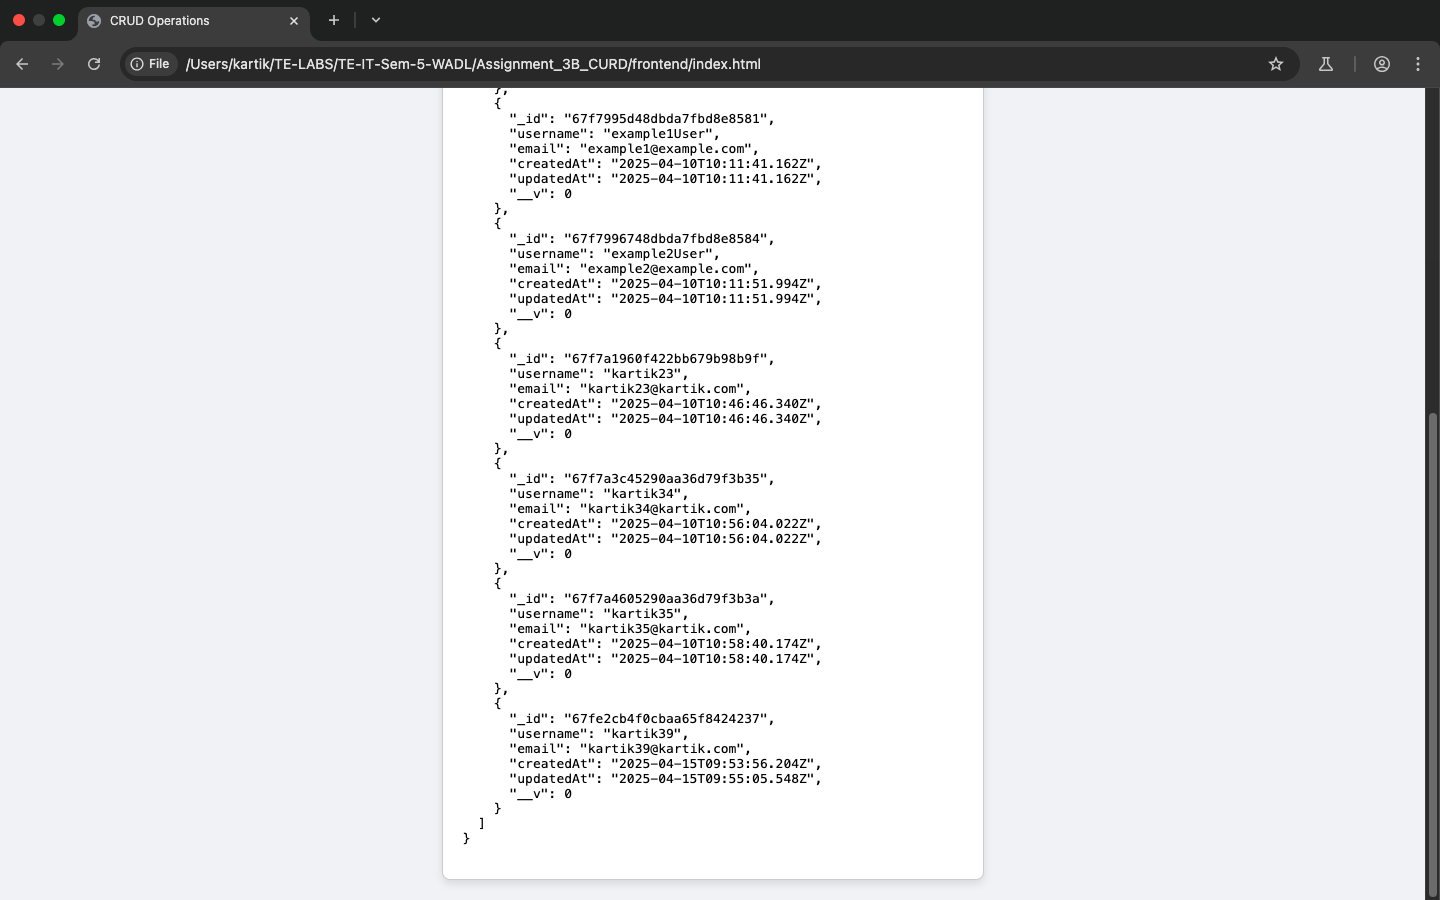 CRUD Operations
File
/Users/kartik/TE-LABS/TE-IT-Sem-5-WADL/Assignment_3B_CURD/frontend/index.html
},
{
"_id": "67f7995d48dbda7fbd8e8581",
"username": "example1User",
"email": "example1@example.com",
"createdAt": "2025-04-10T10:11:41.162Z",
"updatedAt": "2025-04-10T10:11:41.162Z",
"__v": 0
},
{
"_id": "67f7996748dbda7fbd8e8584",
"username": "example2User",
"email": "example2@example.com",
"createdAt": "2025-04-10T10:11:51.994Z",
"updatedAt": "2025-04-10T10:11:51.994Z",
"__v": 0
},
{
"_id": "67f7a1960f422bb679b98b9f",
"username": "kartik23",
"email": "kartik23@kartik.com",
"createdAt": "2025-04-10T10:46:46.340Z",
"updatedAt": "2025-04-10T10:46:46.340Z",
"__v": 0
},
{
"_id": "67f7a3c45290aa36d79f3b35",
"username": "kartik34",
"email": "kartik34@kartik.com",
"createdAt": "2025-04-10T10:56:04.022Z",
"updatedAt": "2025-04-10T10:56:04.022Z",
"__v": 0
},
{
"_id": "67f7a4605290aa36d79f3b3a",
"username": "kartik35",
"email": "kartik35@kartik.com",
"createdAt": "2025-04-10T10:58:40.174Z",
"updatedAt": "2025-04-10T10:58:40.174Z",
"__v": 0
},
{
"_id": "67fe2cb4f0cbaa65f8424237",
"username": "kartik39",
"email": "kartik39@kartik.com",
"createdAt": "2025-04-15T09:53:56.204Z",
"updatedAt": "2025-04-15T09:55:05.548Z",
"__v": 0
}
]
}